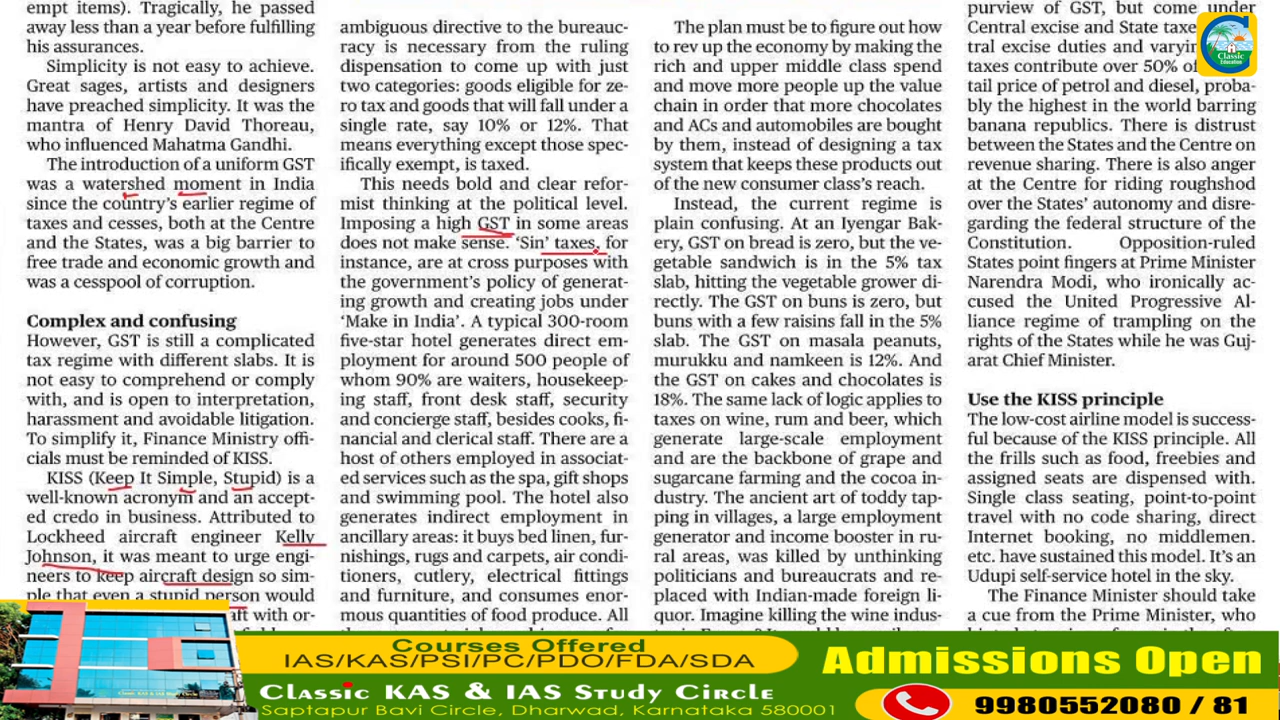 empt items). Tragically, he passed
away less than a year before fulfilling
his assurances.
Simplicity is not easy to achieve.
Great sages, artists and designers
have preached simplicity. It was the
mantra of Henry David Thoreau,
who influenced Mahatma Gandhi.
The introduction of a uniform GST
was a watershed moment in India
since the country's earlier regime of
taxes and cesses, both at the Centre
and the States, was a big barrier to
free trade and economic growth and
was a cesspool of corruption.
Complex and confusing
However, GST is still a complicated
tax regime with different slabs. It is
not easy to comprehend or comply
with, and is open to interpretation,
harassment and avoidable litigation.
To simplify it, Finance Ministry offi-
cials must be reminded of KISS.
KISS (Keep It Simple, Stupid) is a
well-known acronym and an accept-
ed credo in business. Attributed to
Lockheed aircraft engineer Kelly
Johnson, it was meant to urge engi-
neers to keep aircraft design so sim-
ple that even a stupid person would
with or-
ambiguous directive to the bureauc-
racy is necessary from the ruling
dispensation to come up with just
two categories: goods eligible for ze-
ro tax and goods that will fall under a
single rate, say 10% or 12%. That
means everything except those spec-
ifically exempt, is taxed.
This needs bold and clear refor-
mist thinking at the political level.
Imposing a high GST in some areas
does not make sense. 'Sin' taxes, for
instance, are at cross purposes with
the government's policy of generat-
ing growth and creating jobs under
'Make in India'. A typical 300-room
five-star hotel generates direct em-
ployment for around 500 people of
whom 90% are waiters, housekeep-
ing staff, front desk staff, security
and concierge staff, besides cooks, fi-
nancial and clerical staff. There are a
host of others employed in associat-
ed services such as the spa, gift shops
and swimming pool. The hotel also
generates indirect employment in
ancillary areas: it buys bed linen, fur-
nishings, rugs and carpets, air condi-
tioners, cutlery, electrical fittings
and furniture, and consumes enor-
mous quantities of food produce. All
The plan must be to figure out how
to rev up the economy by making the
rich and upper middle class spend
and move more people up the value
chain in order that more chocolates
and ACs and automobiles are bought
by them, instead of designing a tax
system that keeps these products out
of the new consumer class's reach.
Instead, the current regime is
plain confusing. At an Iyengar Bak-
ery, GST on bread is zero, but the ve-
getable sandwich is in the 5% tax
slab, hitting the vegetable grower di-
rectly. The GST on buns is zero, but
buns with a few raisins fall in the 5%
slab. The GST on masala peanuts,
murukku and namkeen is 12%. And
the GST on cakes and chocolates is
18%. The same lack of logic applies to
taxes on wine, rum and beer, which
generate large-scale employment
and are the backbone of grape and
sugarcane farming and the cocoa in-
dustry. The ancient art of toddy tap-
ping in villages, a large employment
generator and income booster in ru-
ral areas, was killed by unthinking
politicians and bureaucrats and re-
placed with Indian-made foreign li-
quor. Imagine killing the wine indus-
purview of GST, but come under
Central excise and State taxe
tral excise duties and varyin
taxes contribute over 50% of
tail price of petrol and diesel, proba-
bly the highest in the world barring
banana republics. There is distrust
between the States and the Centre on
revenue sharing. There is also anger
at the Centre for riding roughshod
over the States' autonomy and disre-
garding the federal structure of the
Constitution. Opposition-ruled
States point fingers at Prime Minister
Narendra Modi, who ironically ac-
cused the United Progressive Al-
liance regime of trampling on the
rights of the States while he was Guj-
arat Chief Minister.
Use the KISS principle
The low-cost airline model is success-
ful because of the KISS principle. All
the frills such as food, freebies and
assigned seats are dispensed with.
Single class seating, point-to-point
travel with no code sharing, direct
Internet booking, no middlemen.
etc. have sustained this model. It's an
Udupi self-service hotel in the sky.
The Finance Minister should take
a cue from the Prime Minister, who
Classic
Education
Courses Offered
IAS/KAS/PSI/PC/PDO/FDA/SDA
Classic KAS & IAS Study Circle
Saptapur Bavi Circle, Dharwad, Karnataka 580001
Admissions Open
9980552080 / 81